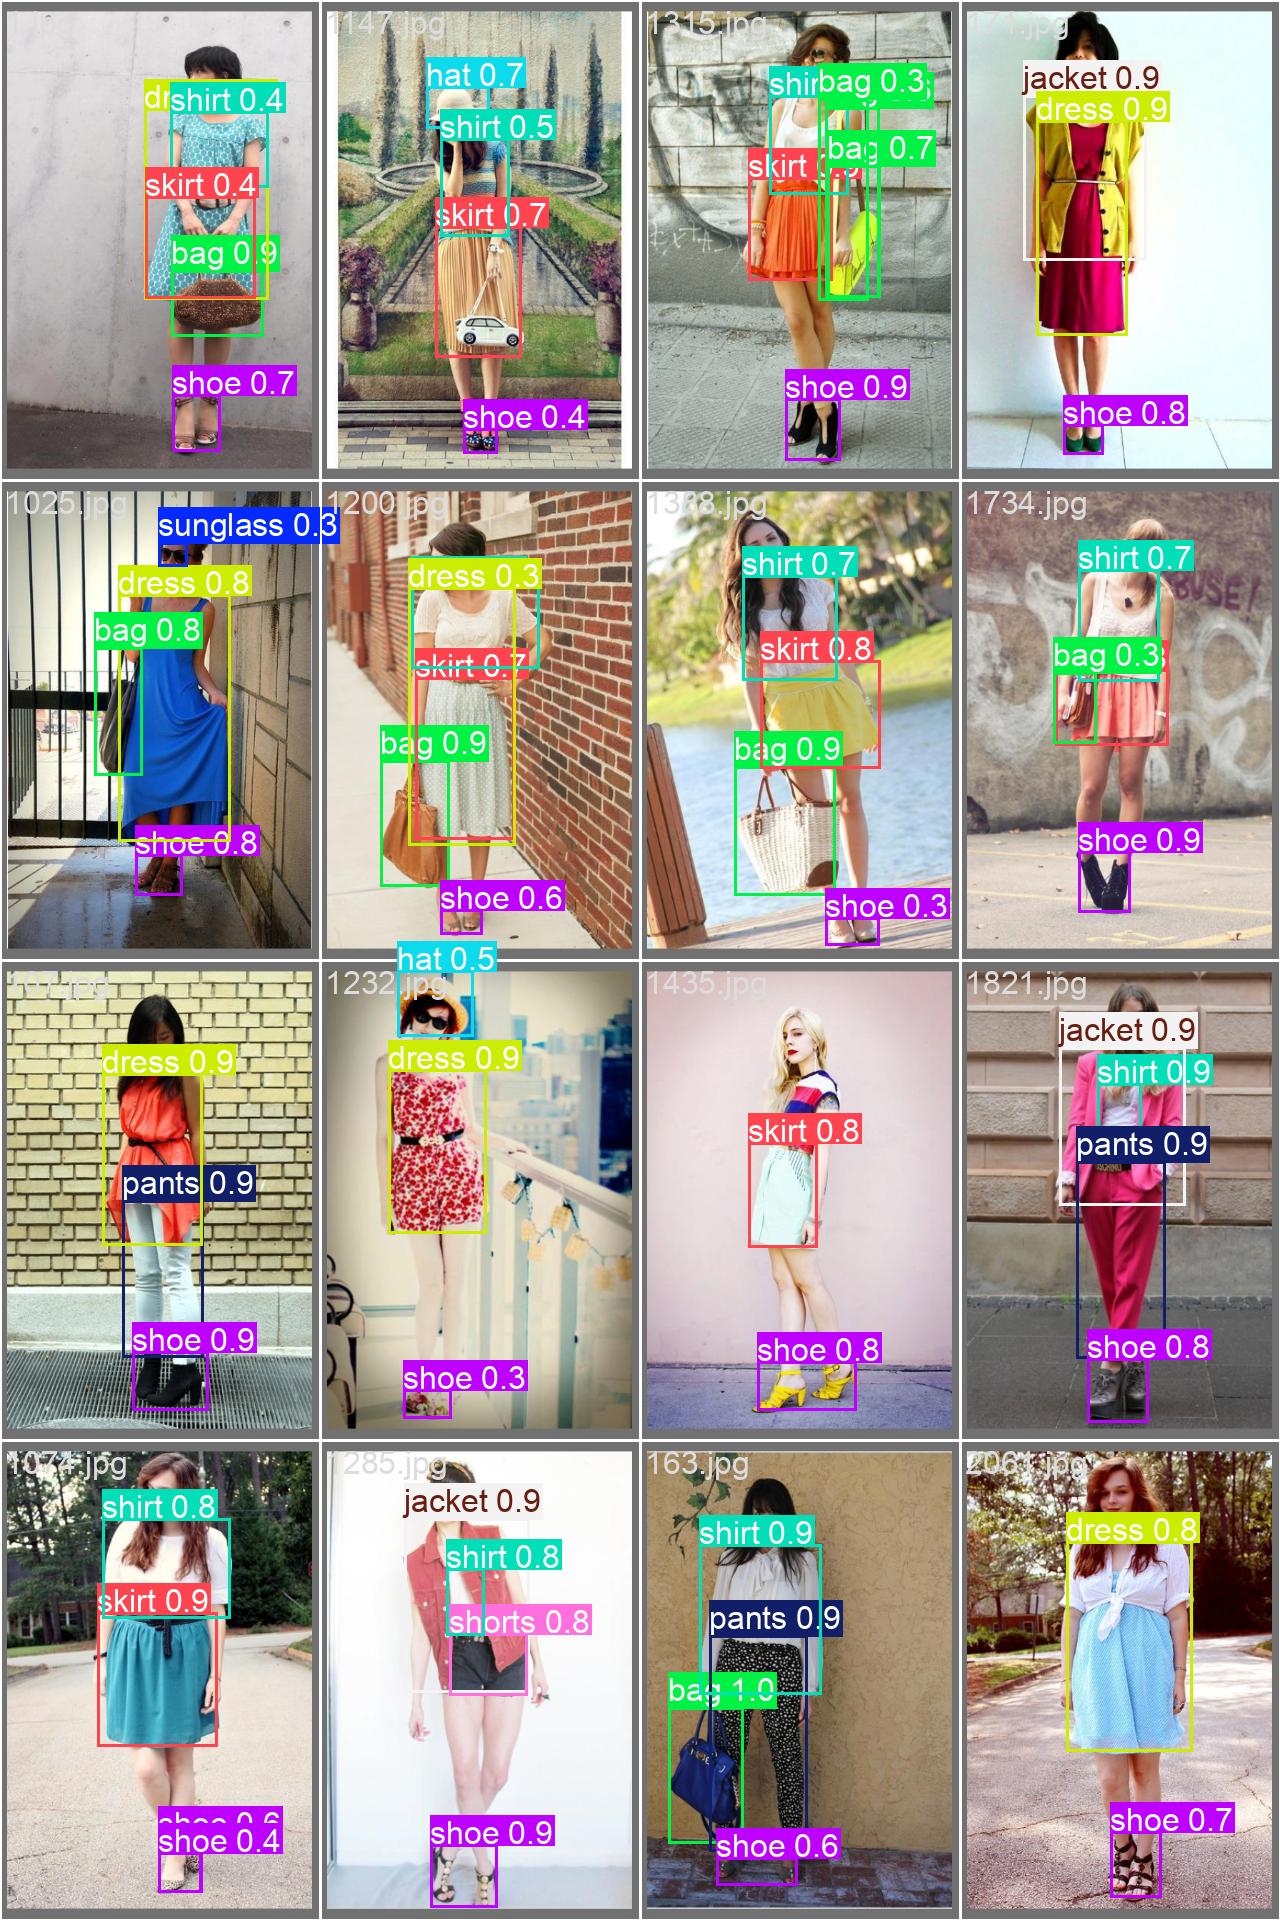 1147.jpg
1315.jpg
171.jpg
shirt 0.4
skirt 0.4
bag 0.9
shoe 0.7
hat 0.7
shirt 0.5
skirt 0.7
shoe 0.4
bag 0.3
bag 0.7
skirt
shoe 0.9
jacket 0.9
dress 0.9
shoe 0.8
1025.jpg
1200.jpg
1388.jpg
1734.jpg
sunglass 0.3
dress 0.8
bag 0.8
shoe 0.8
dress 0.3
skirt 0.7
bag 0.9
shoe 0.6
shirt 0.7
skirt 0.8
bag 0.9
shoe 0.3
shirt 0.7
BUSE!
bag 0.3
shoe 0.9
107.jpg
1232.jpg
1435.jpg
1821.jpg
dress 0.9
pants 0.9
shoe 0.9
hat 0.5
dress 0.9
shoe 0.3
skirt 0.8
shoe 0.8
jacket 0.9
shirt 0.9
pants 0.9
shoe 0.8
1074.jpg
1285.jpg
163.jpg
2061.jpg
shirt 0.8
skirt 0.9
shoe 0.6
shoe 0.4
jacket 0.9
shirt 0.8
shorts 0.8
shoe 0.9
shirt 0.9
pants 0.9
bag 1.0
shoe 0.6
dress 0.8
shoe 0.7